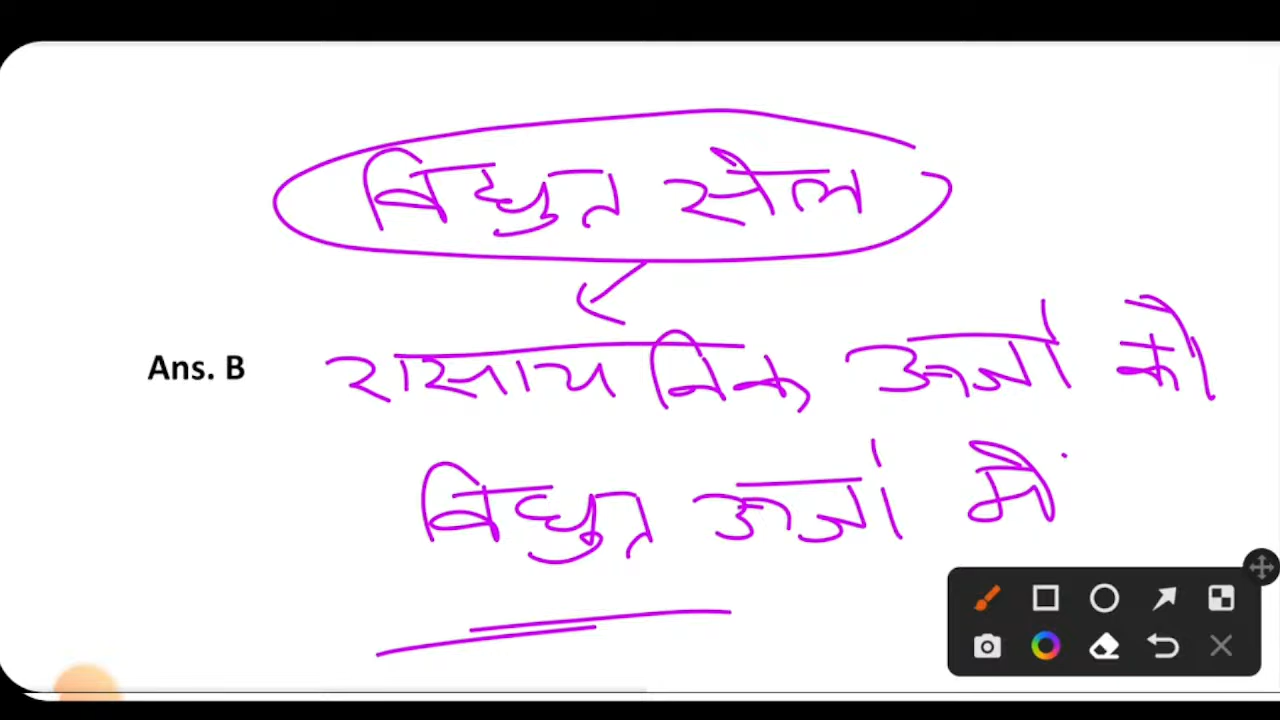 विद्युत सेल
Ans. B रासायनिक ऊर्जा को
विद्युत ऊर्जा में